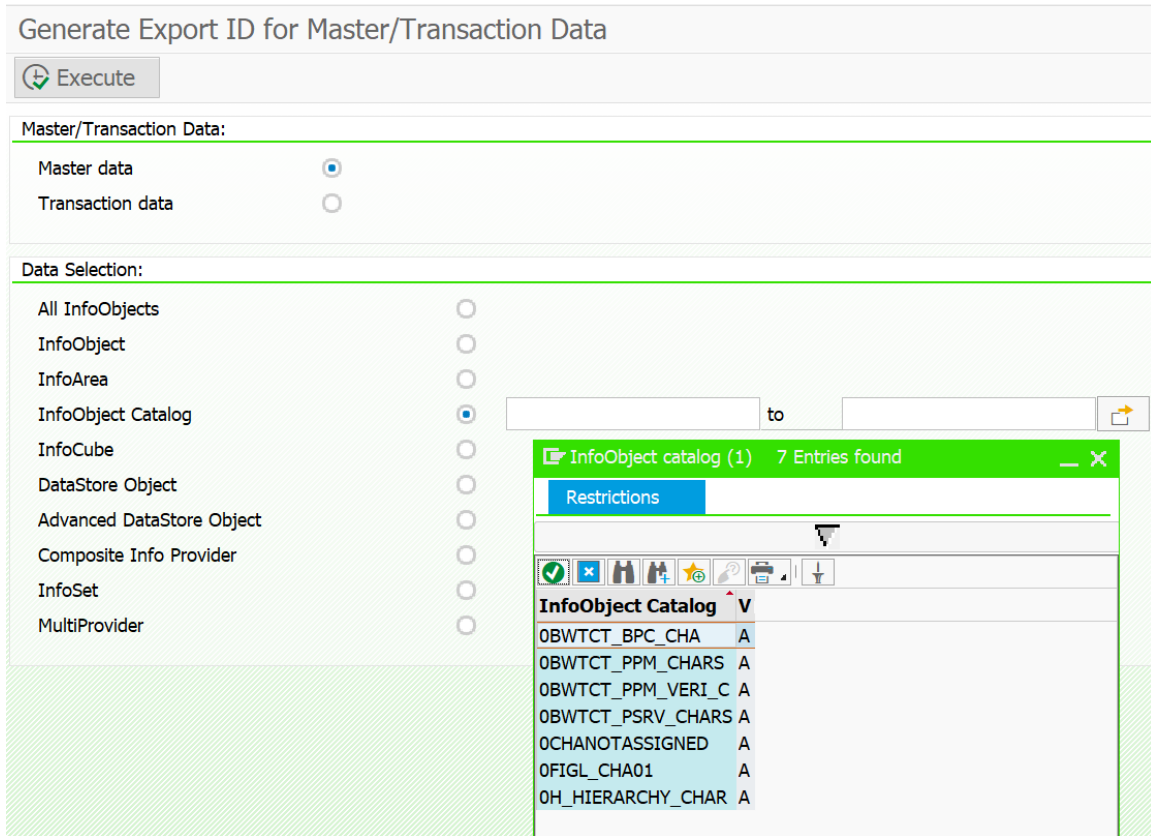 Generate Export ID for Master/Transaction Data
Execute
Master/Transaction Data:
Master data
Transaction data
Data Selection:
All InfoObjects
InfoObject
InfoArea
InfoObject Catalog to
InfoCube
DataStore Object
Advanced DataStore Object
Composite Info Provider
InfoSet
MultiProvider
InfoObject catalog (1) 7 Entries found
Restrictions
InfoObject Catalog V
0BWTCT_BPC_CHA A
0BWTCT_PPM_CHARS A
0BWTCT_PPM_VERI_C A
0BWTCT_PSRV_CHARS A
0CHANOTASSIGNED A
0FIGL_CHA01 A
0H_HIERARCHY_CHAR A